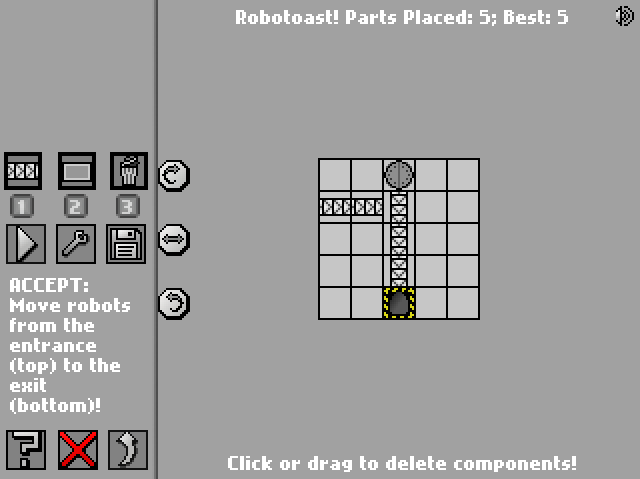 Robotoast! Parts Placed: 5; Best: 5
1 2 3
ACCEPT:
Move robots
from the
entrance
(top) to the
exit
(bottom)!
Click or drag to delete components!